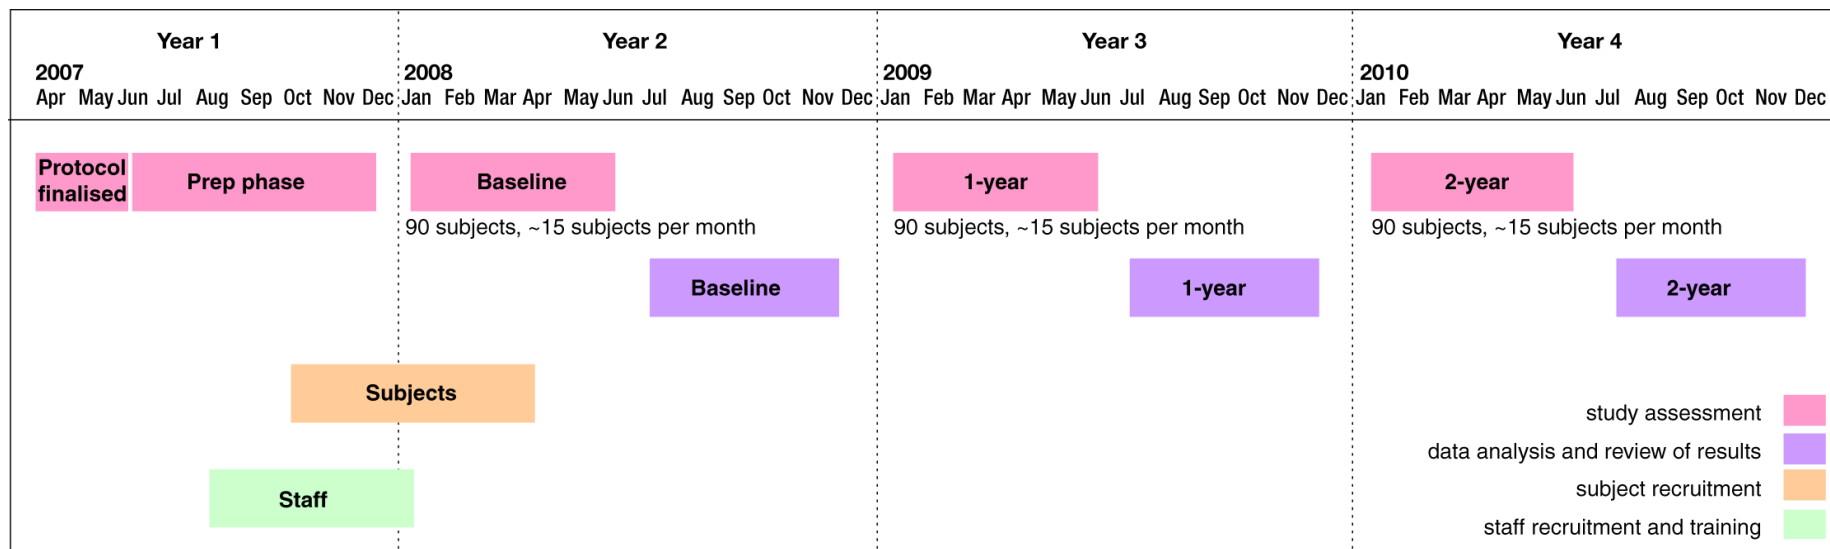 Year 1 Year 2 Year 3 Year 4
2007 2008 2009 2010
Apr May Jun Jul Aug Sep Oct Nov Dec Jan Feb Mar Apr May Jun Jul Aug Sep Oct Nov Dec Jan Feb Mar Apr May Jun Jul Aug Sep Oct Nov Dec Jan Feb Mar Apr May Jun Jul Aug Sep Oct Nov Dec
Protocol
finalised
Prep phase
Baseline
1-year
2-year
90 subjects, ~15 subjects per month
90 subjects, ~15 subjects per month
90 subjects, ~15 subjects per month
Baseline
1-year
2-year
Subjects
Staff
study assessment
data analysis and review of results
subject recruitment
staff recruitment and training